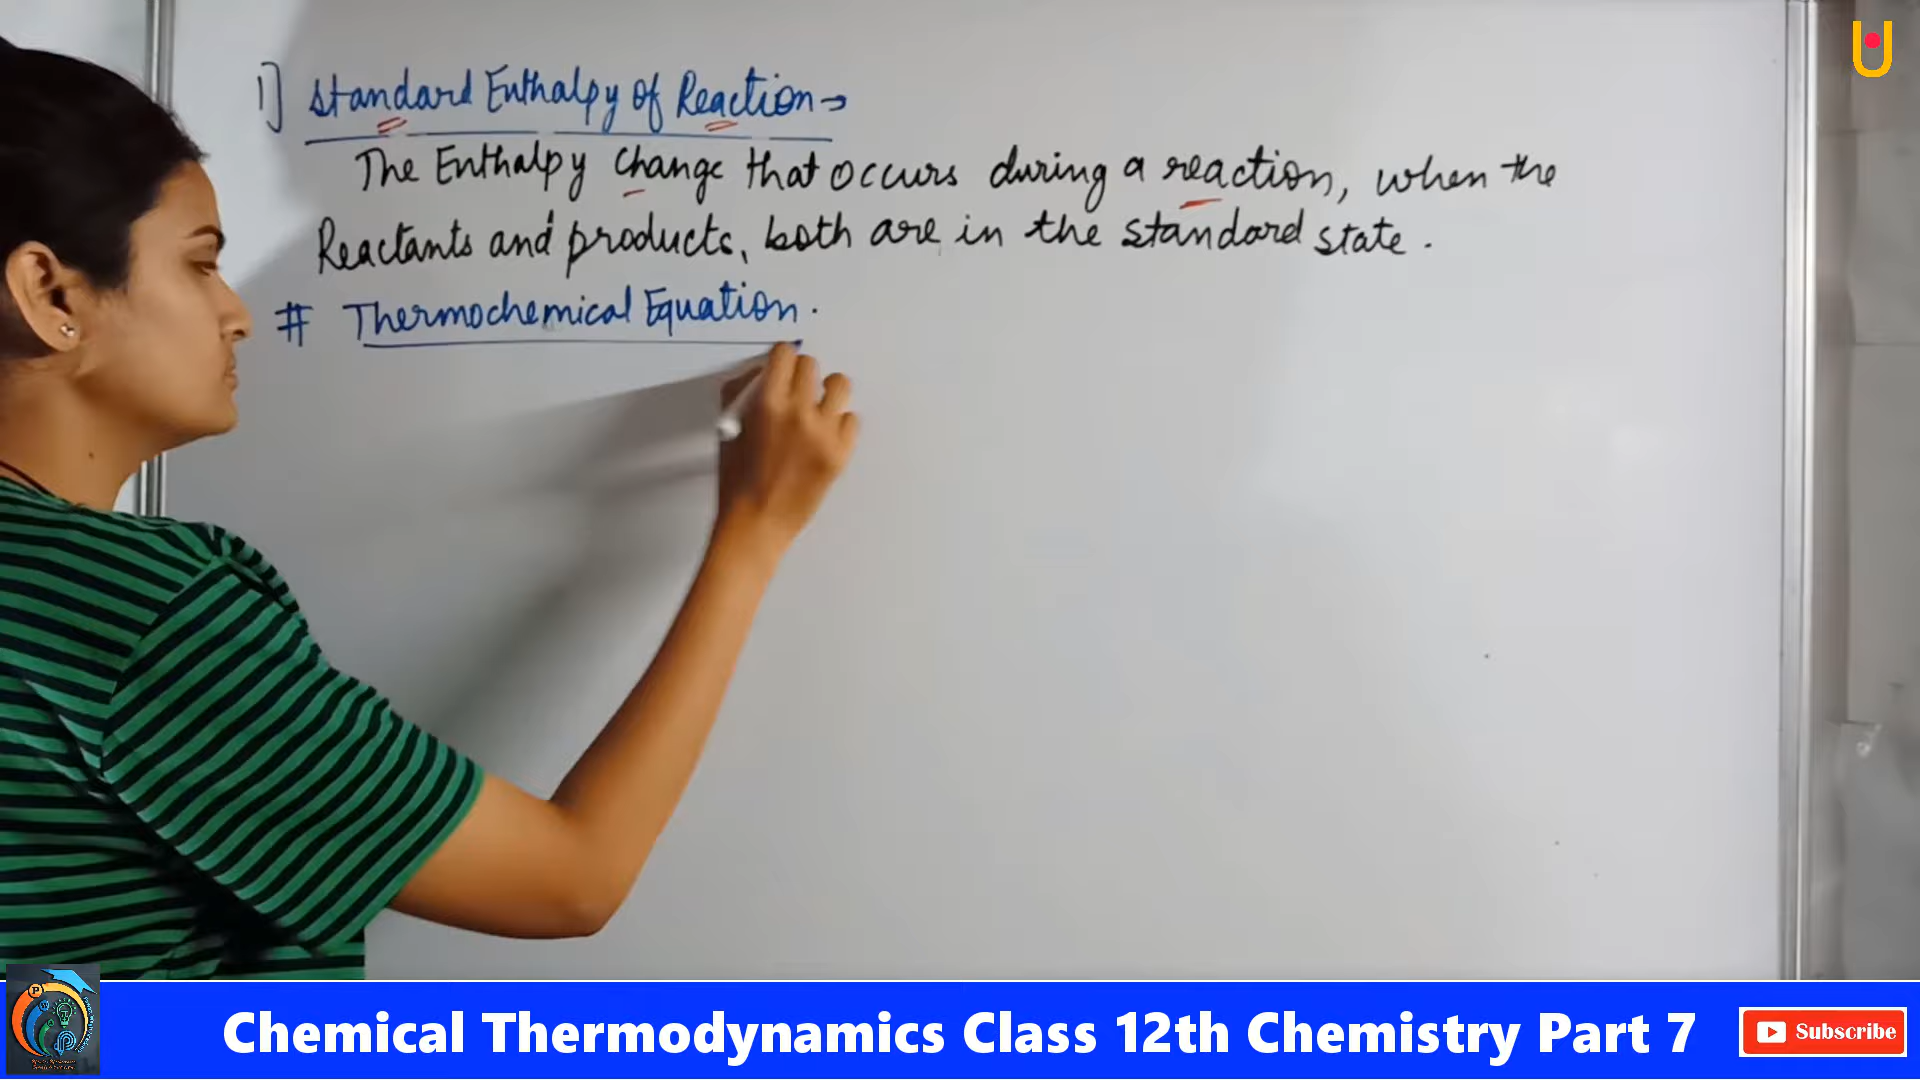 1] Standard Enthalpy of Reaction→
The Enthalpy change that occurs during a reaction, when the
Reactants and products, both are in the standard state.
# Thermochemical Equation.
Chemical Thermodynamics Class 12th Chemistry Part 7
Subscribe